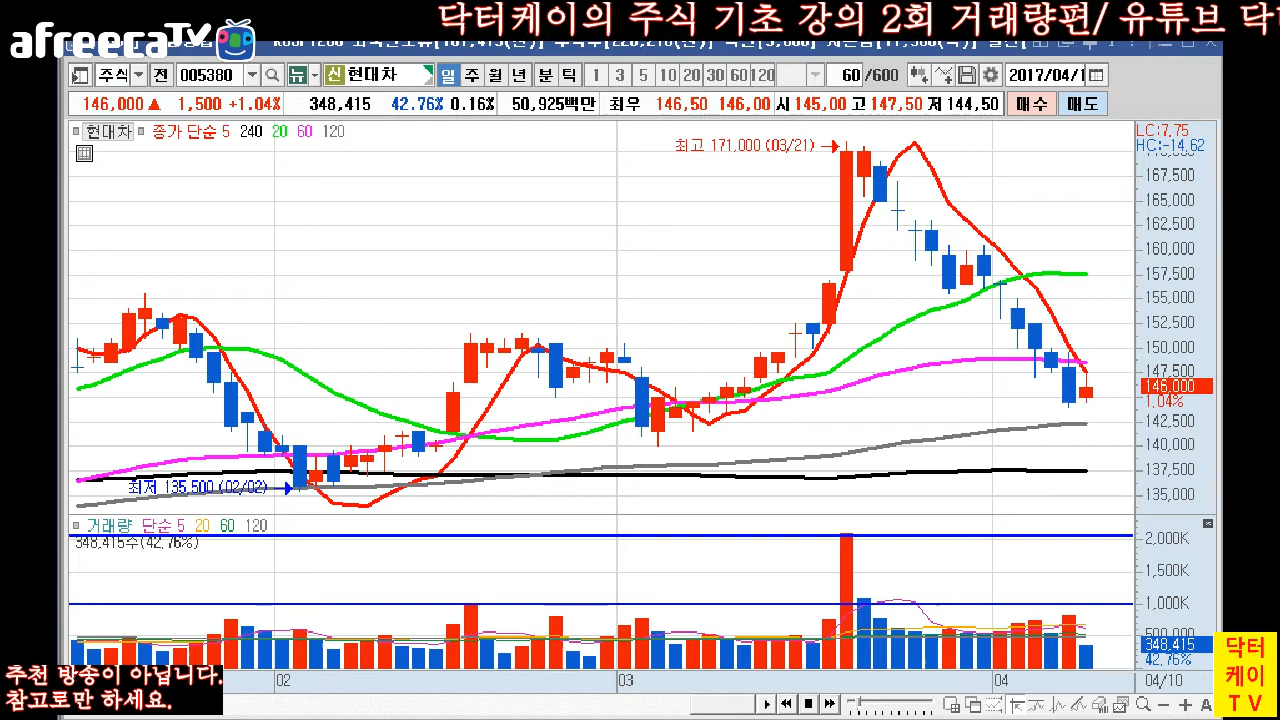 닥터케이의 주식 기초 강의 2회 거래량편/ 유튜브 닥
afreecaTV
주식 전 005380 뉴 신 현대차 일 주 월 년 분 틱 1 3 5 10 20 30 60 120 60 /600 2017/04/1
146,000 ▲ 1,500 +1.04% 348,415 42.76% 0.16% 50,925백만 최우 146,50 146,00 시 145,00 고 147,50 저 144,50 매수 매도
현대차 종가 단순 5 240 20 60 120
LC:7.75
HC:-14.62
최고 171,000 (03/21)
167,500
165,000
162,500
160,000
157,500
155,000
152,500
150,000
147,500
146,000
1.04%
142,500
140,000
137,500
135,000
최저 135,500 (02/02)
거래량 단순 5 20 60 120
348,415주(42.76%)
2,000K
1,500K
1,000K
500,000
348,415
42.76%
02 03 04 04/10
추천 방송이 아닙니다.
참고로만 하세요.
닥터
케이
T V